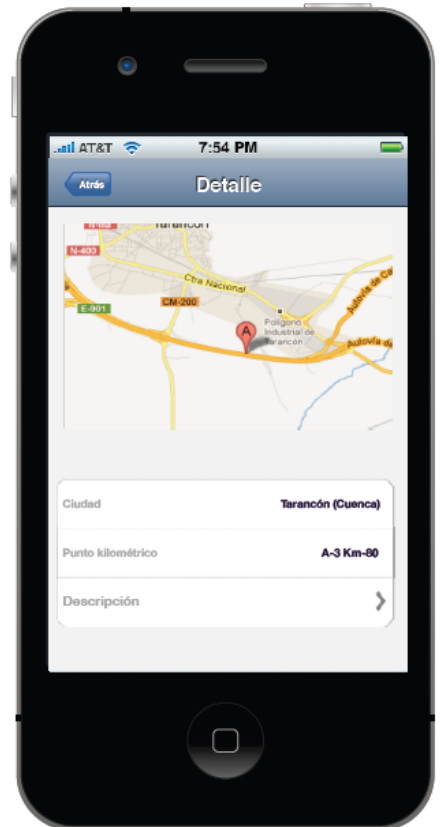 AT&T 7:54 PM
Atrás
Detalle
Tarancón
N-400
Ctra Nacional
CM-200
E-901
A
Polígono
Industrial de
Tarancón
Autovía de
Ciudad Tarancón (Cuenca)
Punto kilométrico A-3 Km-80
Descripción